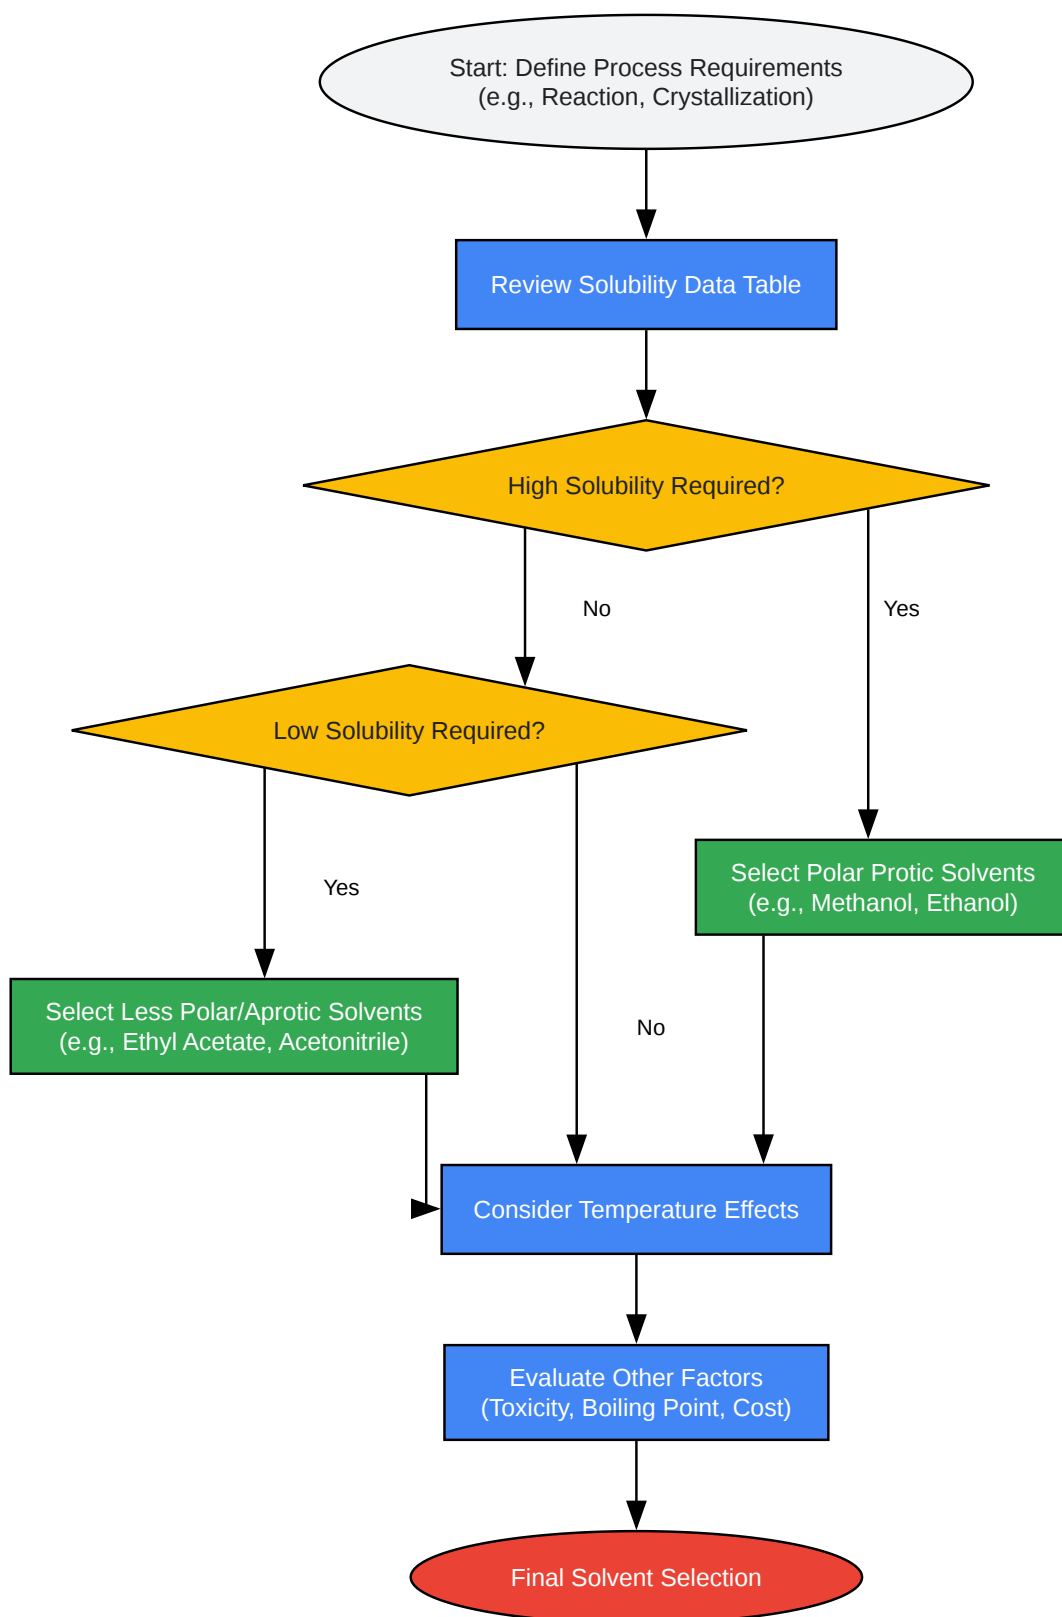 Start: Define Process Requirements
(e.g., Reaction, Crystallization)
Review Solubility Data Table
High Solubility Required?
No
Yes
Low Solubility Required?
Select Polar Protic Solvents
(e.g., Methanol, Ethanol)
Yes
Select Less Polar/Aprotic Solvents
(e.g., Ethyl Acetate, Acetonitrile)
No
Consider Temperature Effects
Evaluate Other Factors
(Toxicity, Boiling Point, Cost)
Final Solvent Selection